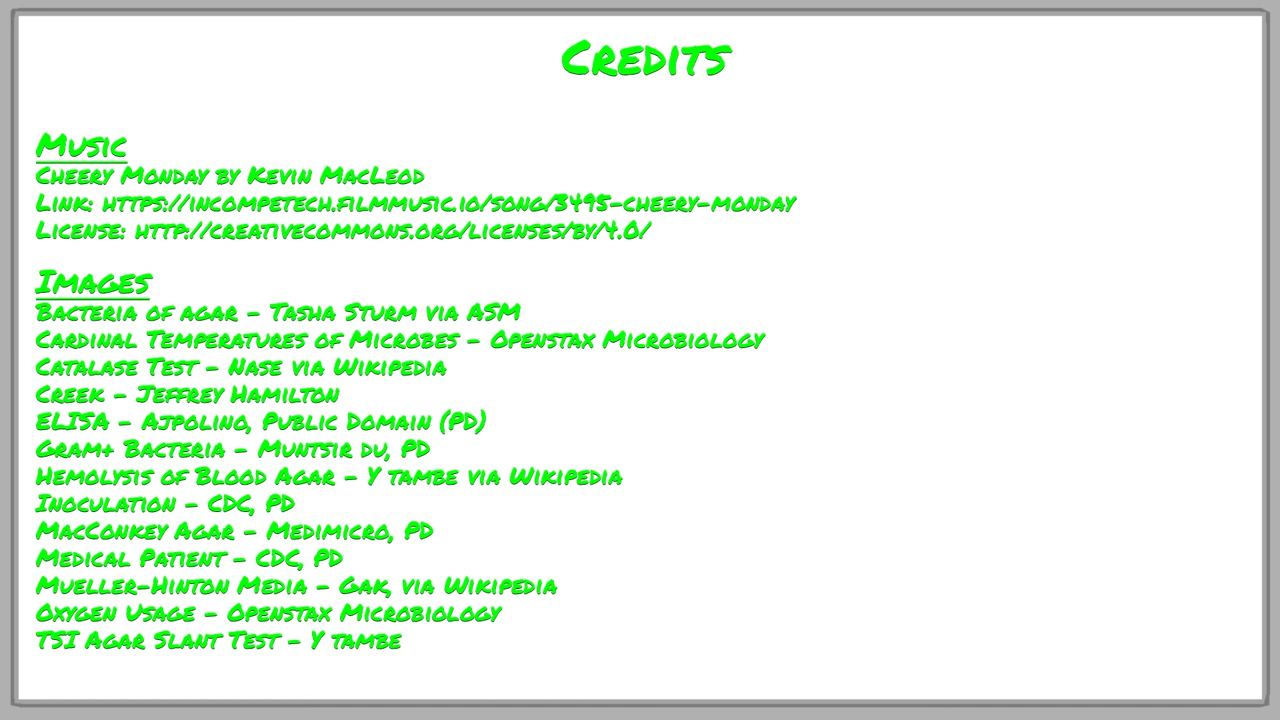 Credits
Music
Cheery Monday by Kevin MacLeod
Link: https://incompetech.filmmusic.io/song/3495-cheery-monday
License: http://creativecommons.org/licenses/by/4.0/
Images
Bacteria of agar – Tasha Sturm via ASM
Cardinal Temperatures of Microbes – Openstax Microbiology
Catalase Test – Nase via Wikipedia
Creek – Jeffrey Hamilton
ELISA – Ajpolino, Public Domain (PD)
Gram+ Bacteria – Muntsir du, PD
Hemolysis of Blood Agar – Y tambe via Wikipedia
Inoculation – CDC, PD
MacConkey Agar – Medimicro, PD
Medical Patient – CDC, PD
Mueller-Hinton Media – Gak, via Wikipedia
Oxygen Usage – Openstax Microbiology
TSI Agar Slant Test – Y tambe